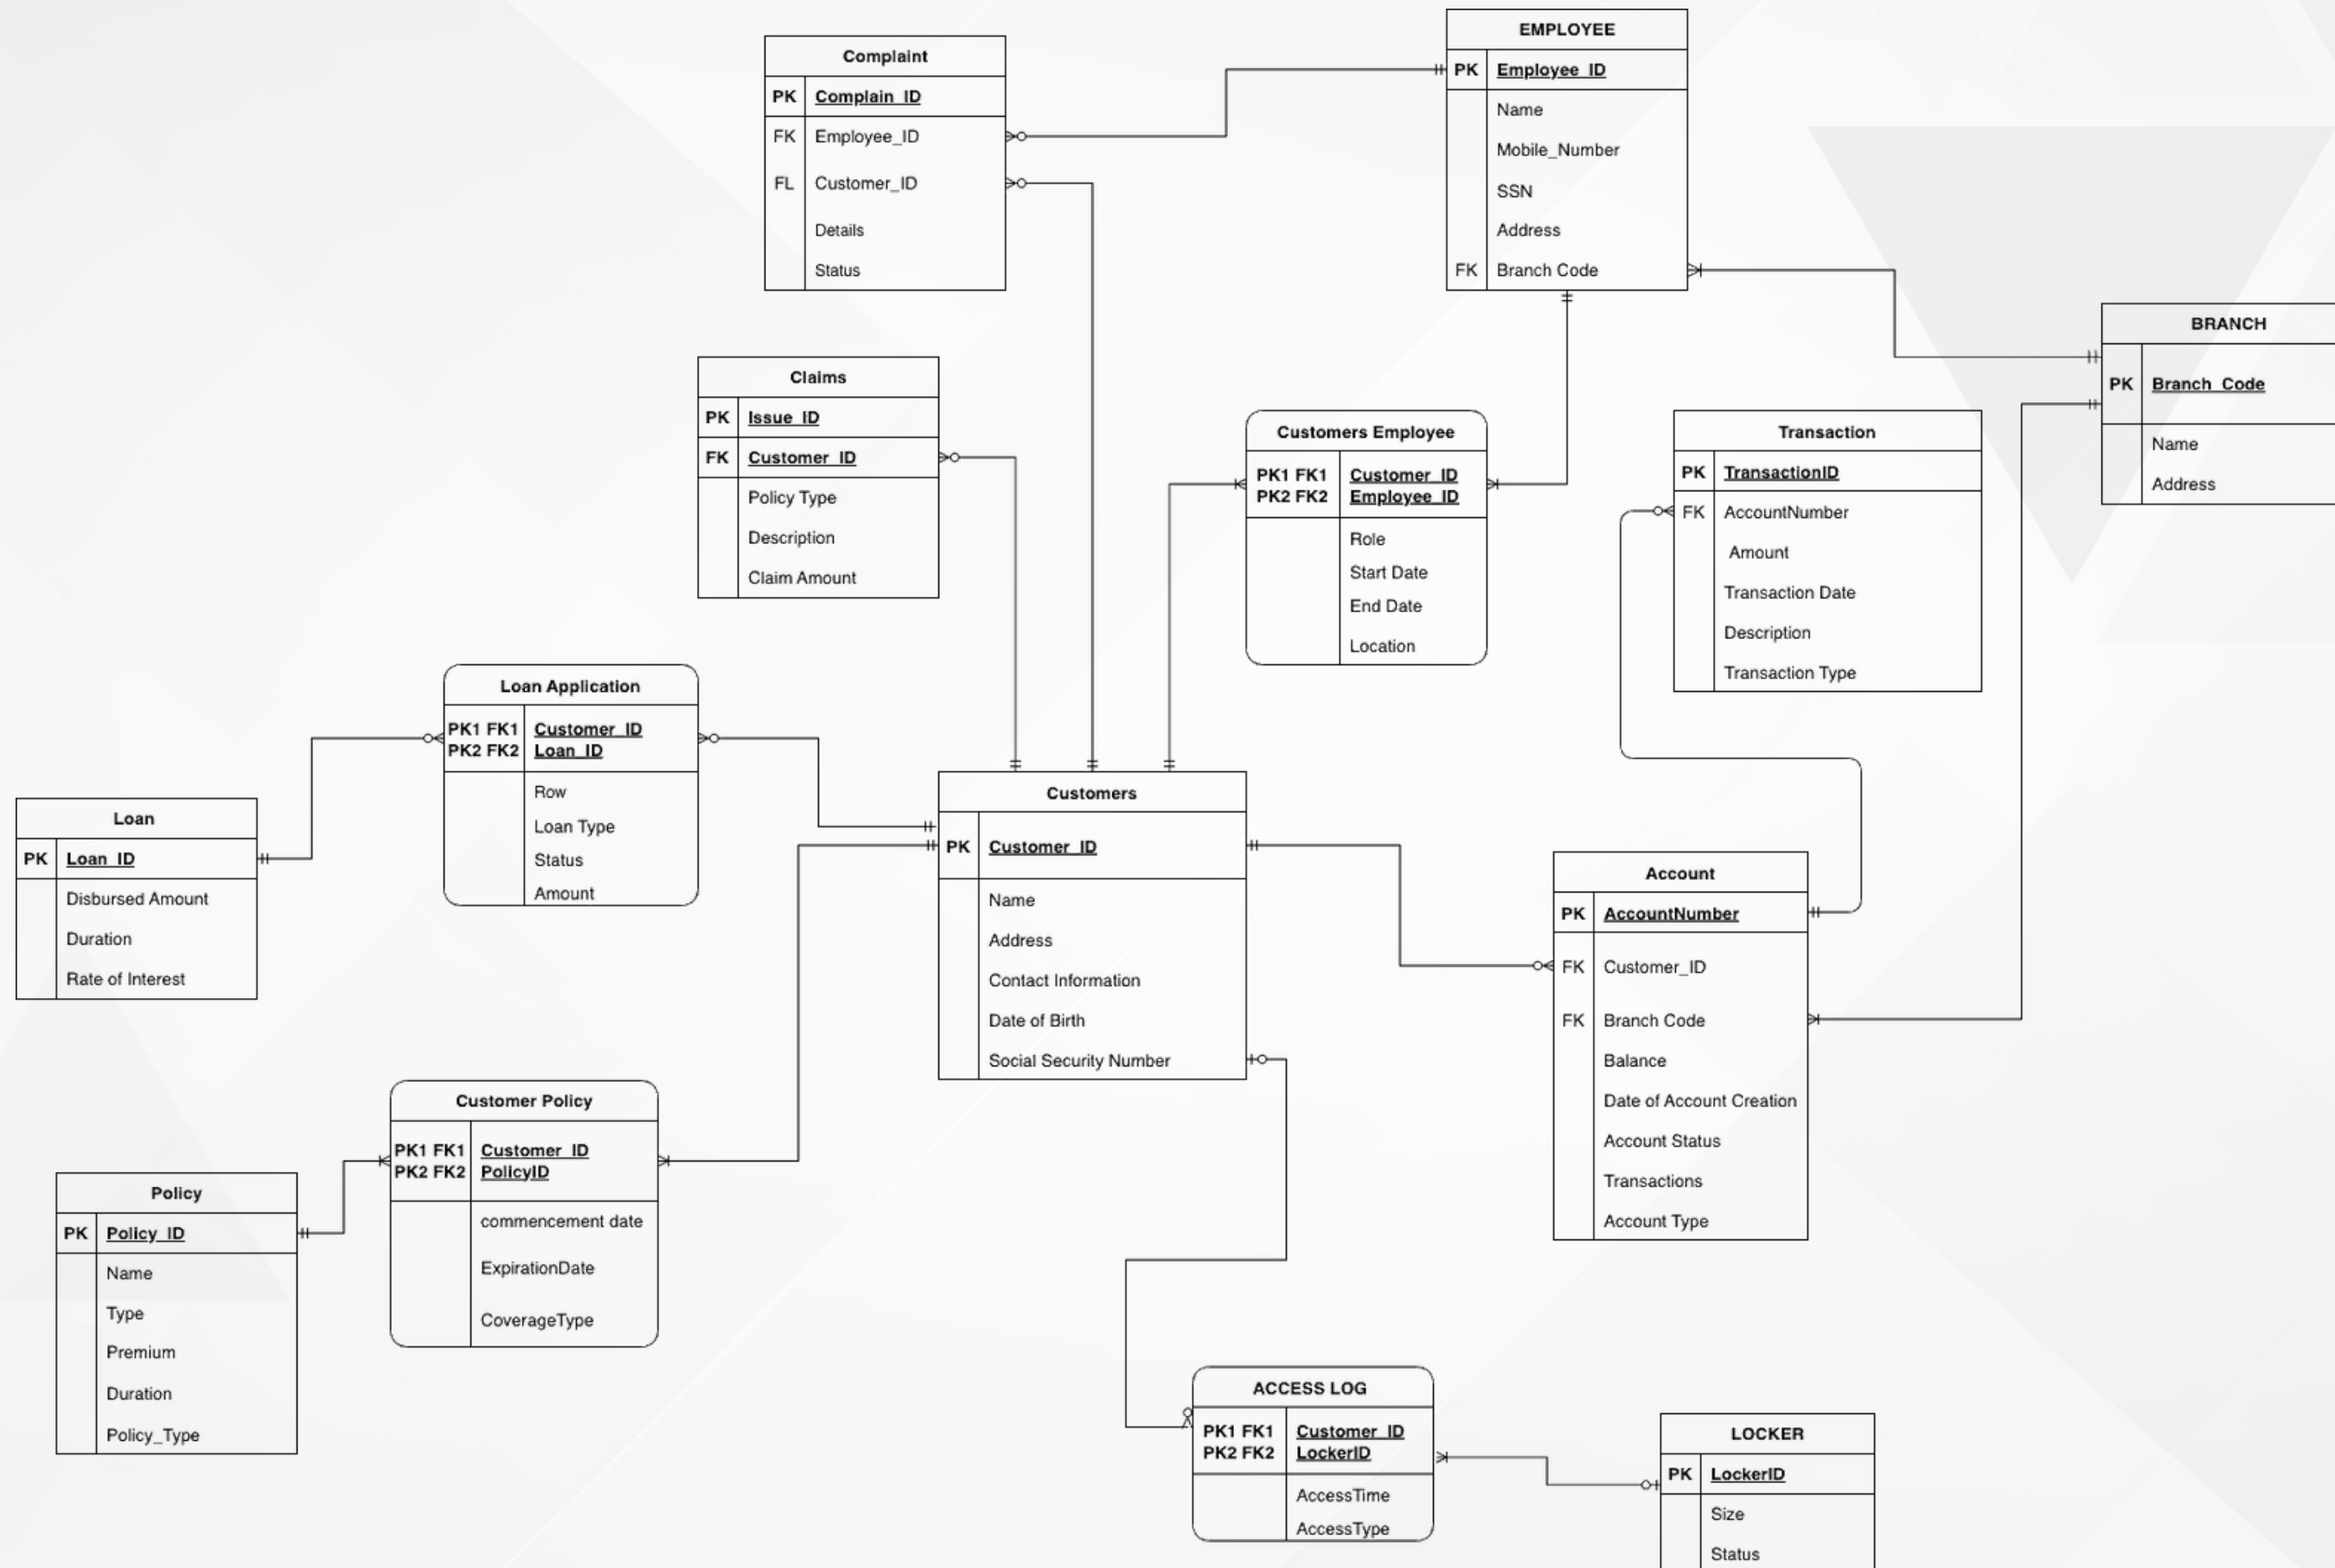 Complaint
PK Complain_ID
FK Employee_ID
FL Customer_ID
Details
Status
EMPLOYEE
PK Employee_ID
Name
Mobile_Number
SSN
Address
FK Branch Code
BRANCH
PK Branch_Code
Name
Address
Claims
PK Issue_ID
FK Customer_ID
Policy Type
Description
Claim Amount
Customers Employee
PK1 FK1 Customer_ID
PK2 FK2 Employee_ID
Role
Start Date
End Date
Location
Transaction
PK TransactionID
FK AccountNumber
Amount
Transaction Date
Description
Transaction Type
Loan Application
PK1 FK1 Customer_ID
PK2 FK2 Loan_ID
Row
Loan Type
Status
Amount
Loan
PK Loan_ID
Disbursed Amount
Duration
Rate of Interest
Customers
PK Customer_ID
Name
Address
Contact Information
Date of Birth
Social Security Number
Account
PK AccountNumber
FK Customer_ID
FK Branch Code
Balance
Date of Account Creation
Account Status
Transactions
Account Type
Customer Policy
PK1 FK1 Customer_ID
PK2 FK2 PolicyID
commencement date
ExpirationDate
CoverageType
Policy
PK Policy_ID
Name
Type
Premium
Duration
Policy_Type
ACCESS LOG
PK1 FK1 Customer_ID
PK2 FK2 LockerID
AccessTime
AccessType
LOCKER
PK LockerID
Size
Status